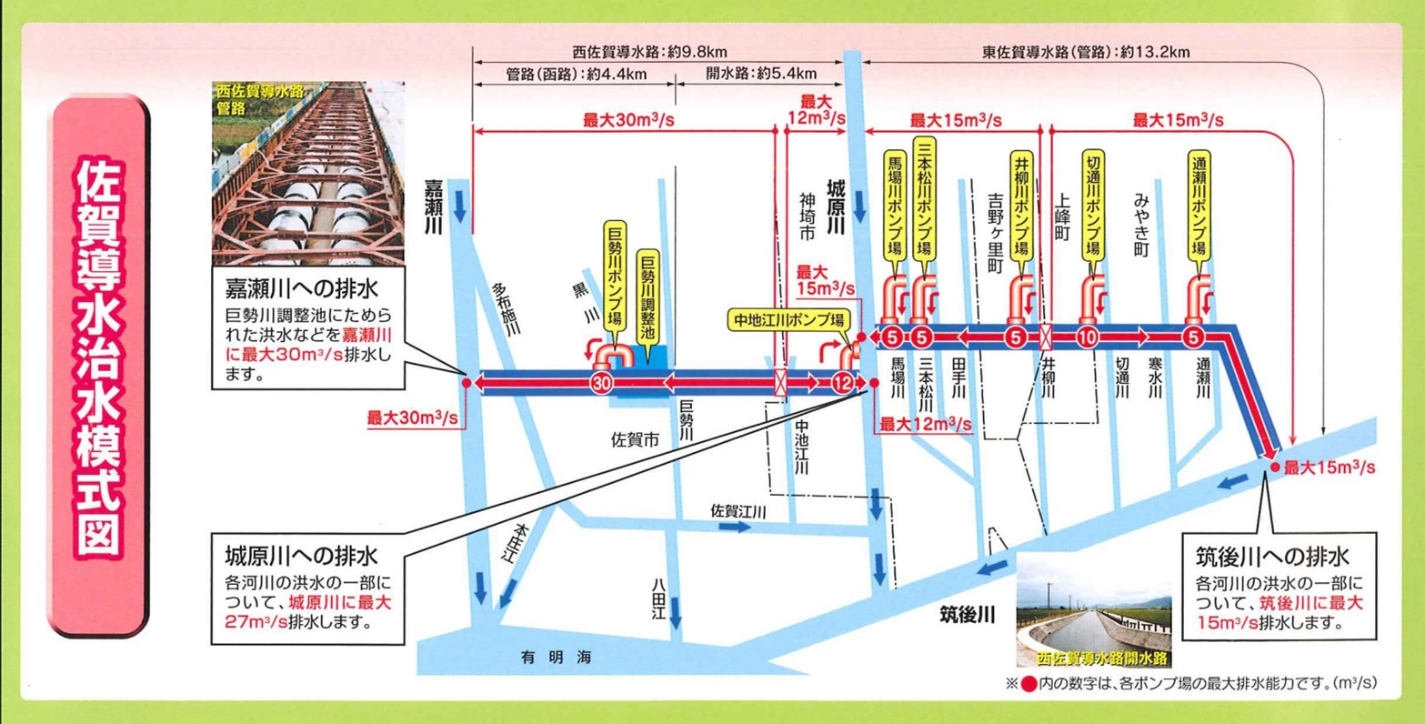 佐賀導水治水模式図
西佐賀導水路:約9.8km
東佐賀導水路(管路):約13.2km
管路(函路):約4.4km
開水路:約5.4km
最大30m³/s
最大
12m³/s
最大15m³/s
最大15m³/s
西佐賀導水路
管路
嘉瀬川
城原川
神埼市
吉野ヶ里町
上峰町
みやき町
馬場川ポンプ場
三本松川ポンプ場
井柳川ポンプ場
切通川ポンプ場
通瀬川ポンプ場
多布施川
黒川
巨勢川ポンプ場
巨勢川調整池
最大
15m³/s
中地江川ポンプ場
嘉瀬川への排水
巨勢川調整池にためら
れた洪水などを嘉瀬川
に最大30m³/s排水し
ます。
5
5
5
10
5
30
12
馬場川
三本松川
田手川
井柳川
切通川
寒水川
通瀬川
最大30m³/s
佐賀市
巨勢川
中池江川
最大12m³/s
最大15m³/s
佐賀江川
本庄江
八田江
城原川への排水
各河川の洪水の一部に
ついて、城原川に最大
27m³/s排水します。
筑後川への排水
各河川の洪水の一部に
ついて、筑後川に最大
15m³/s排水します。
筑後川
有明海
西佐賀導水路開水路
※●内の数字は、各ポンプ場の最大排水能力です。(m³/s)